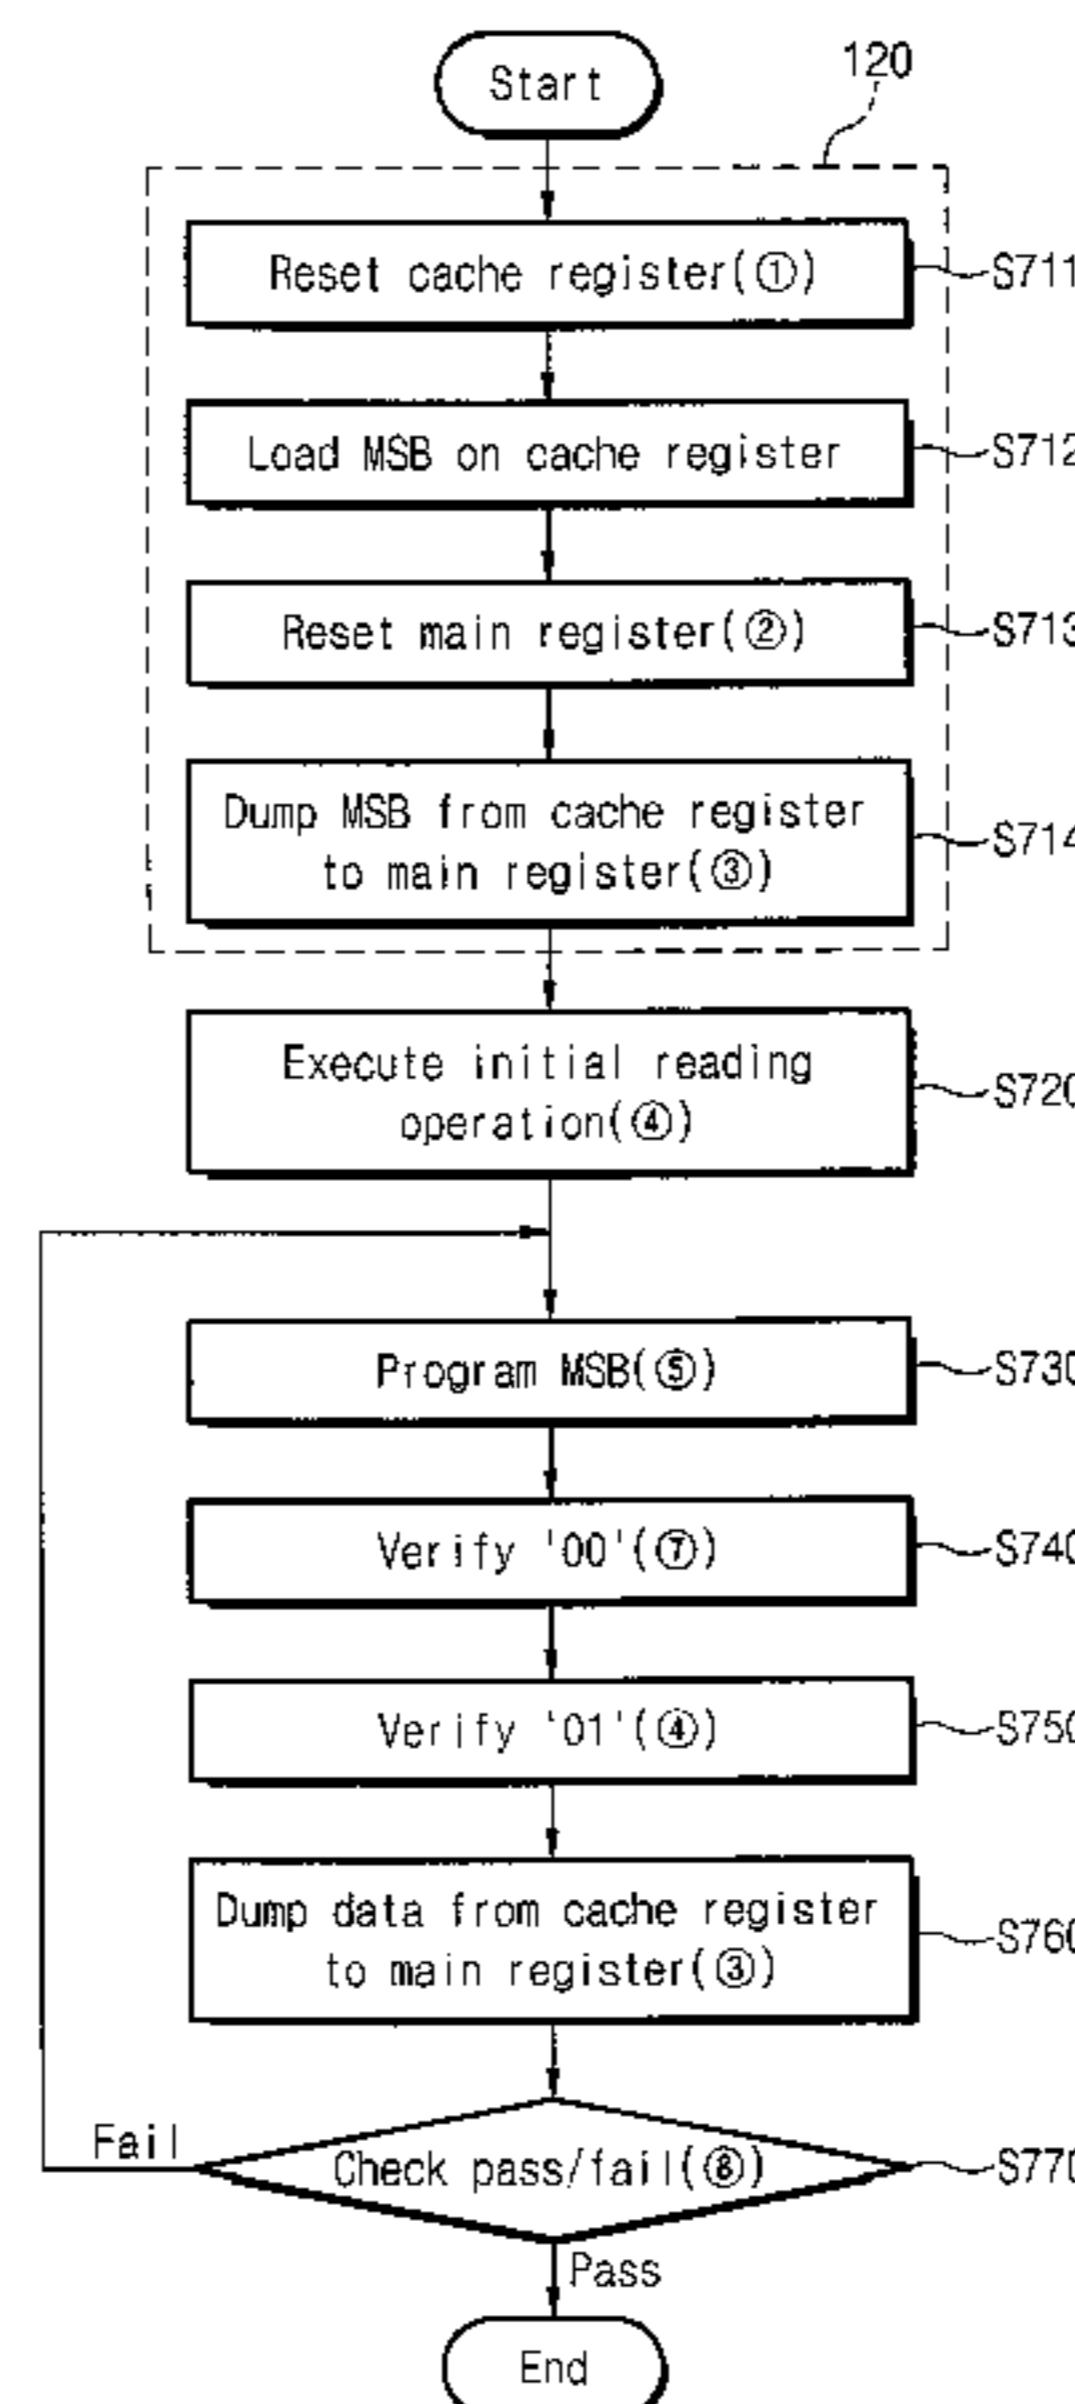 Start
120
Reset cache register(①)
S711
Load MSB on cache register
S712
Reset main register(②)
S713
Dump MSB from cache register
to main register(③)
S714
Execute initial reading
operation(④)
S720
Program MSB(⑤)
S730
Verify '00'(⑦)
S740
Verify '01'(④)
S750
Dump data from cache register
to main register(③)
S760
Fail
Check pass/fail(⑧)
S770
Pass
End